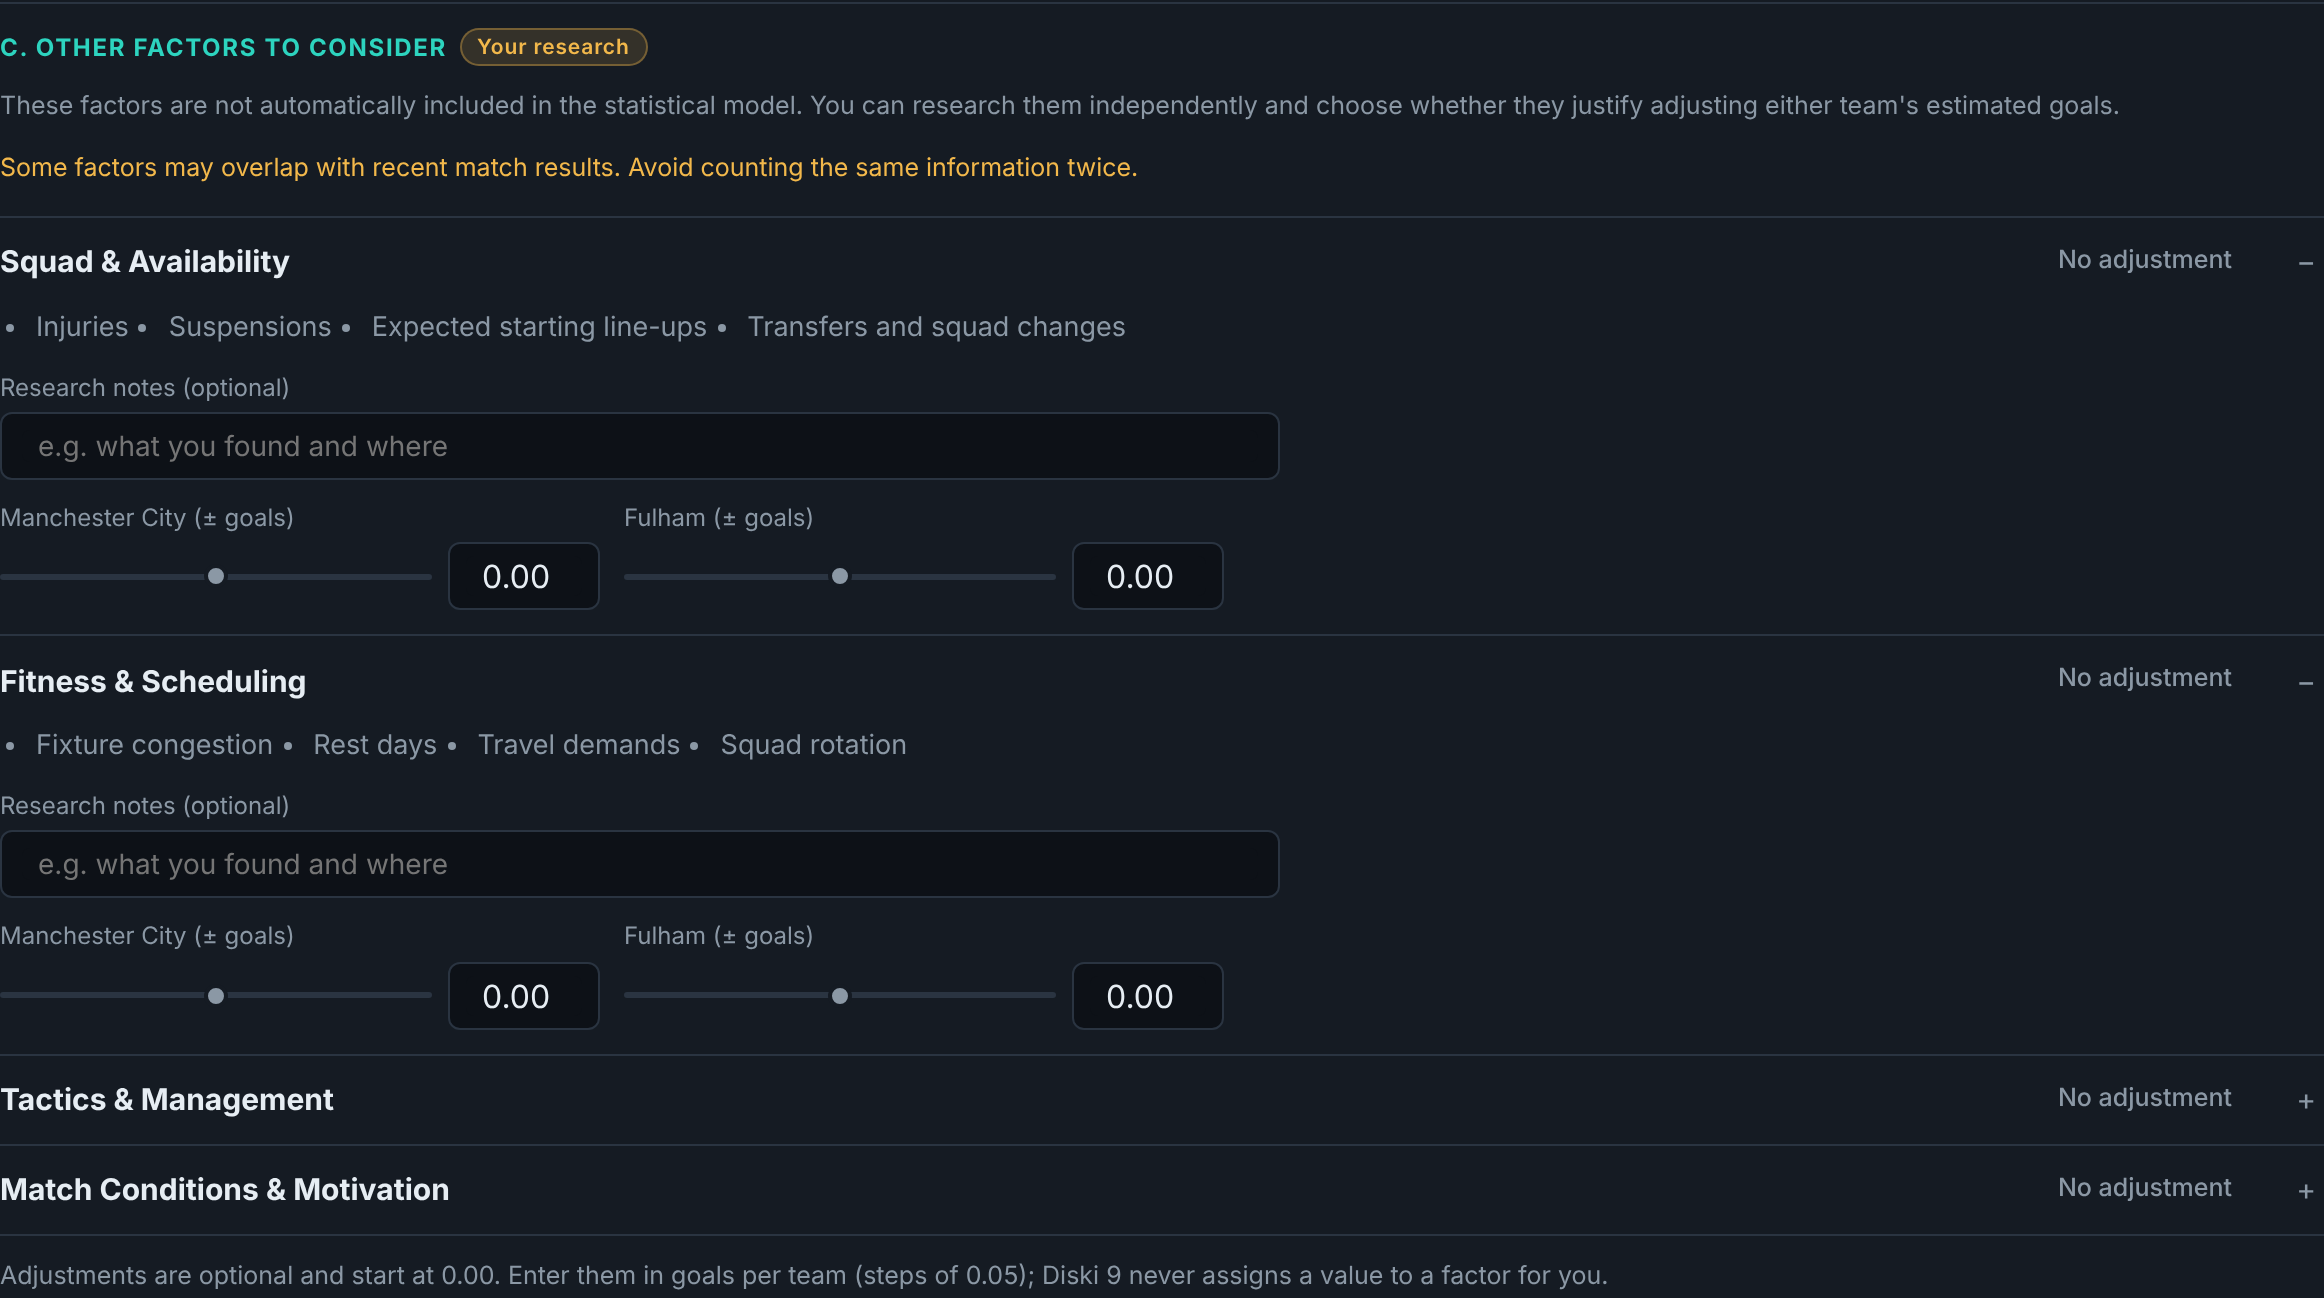 C. OTHER FACTORS TO CONSIDER Your research
These factors are not automatically included in the statistical model. You can research them independently and choose whether they justify adjusting either team's estimated goals.
Some factors may overlap with recent match results. Avoid counting the same information twice.
Squad & Availability No adjustment –
• Injuries • Suspensions • Expected starting line-ups • Transfers and squad changes
Research notes (optional)
e.g. what you found and where
Manchester City (± goals) Fulham (± goals)
0.00 0.00
Fitness & Scheduling No adjustment –
• Fixture congestion • Rest days • Travel demands • Squad rotation
Research notes (optional)
e.g. what you found and where
Manchester City (± goals) Fulham (± goals)
0.00 0.00
Tactics & Management No adjustment +
Match Conditions & Motivation No adjustment +
Adjustments are optional and start at 0.00. Enter them in goals per team (steps of 0.05); Diski 9 never assigns a value to a factor for you.